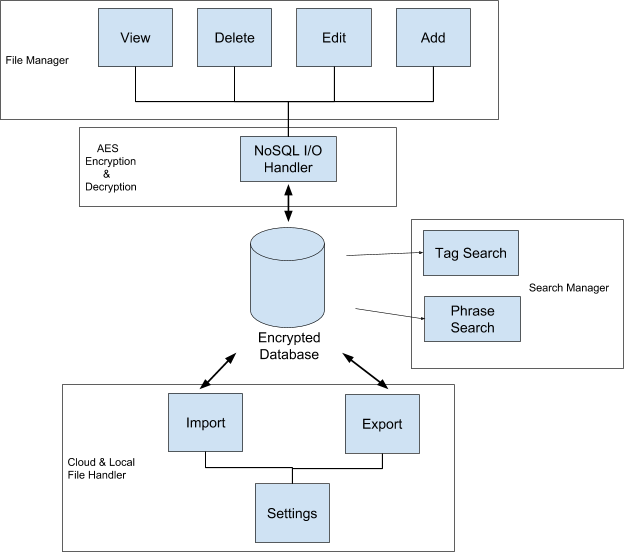 View
Delete
Edit
Add
File Manager
AES
Encryption
&
Decryption
NoSQL I/O
Handler
Tag Search
Search Manager
Phrase
Search
Encrypted
Database
Import
Export
Cloud & Local
File Handler
Settings